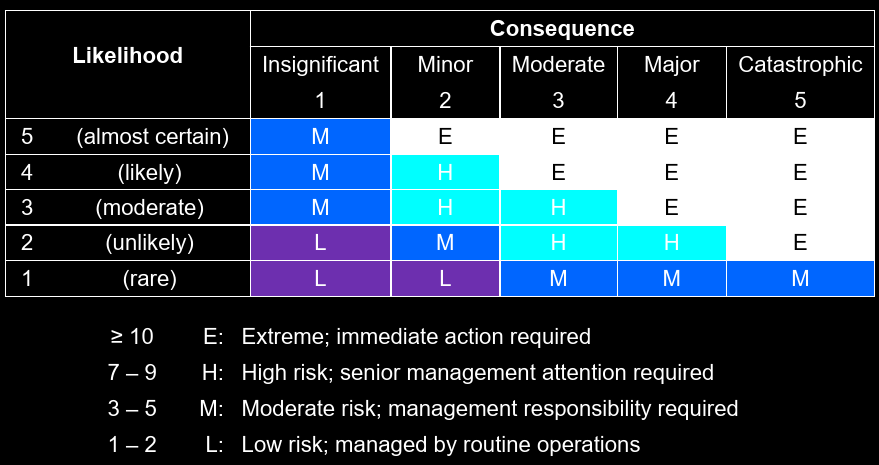 Consequence
Likelihood
Insignificant Minor Moderate Major Catastrophic
1 2 3 4 5
5 (almost certain) M E E E E
4 (likely) M H E E E
3 (moderate) M H H E E
2 (unlikely) L M H H E
1 (rare) L L M M M
≥ 10 E: Extreme; immediate action required
7 – 9 H: High risk; senior management attention required
3 – 5 M: Moderate risk; management responsibility required
1 – 2 L: Low risk; managed by routine operations